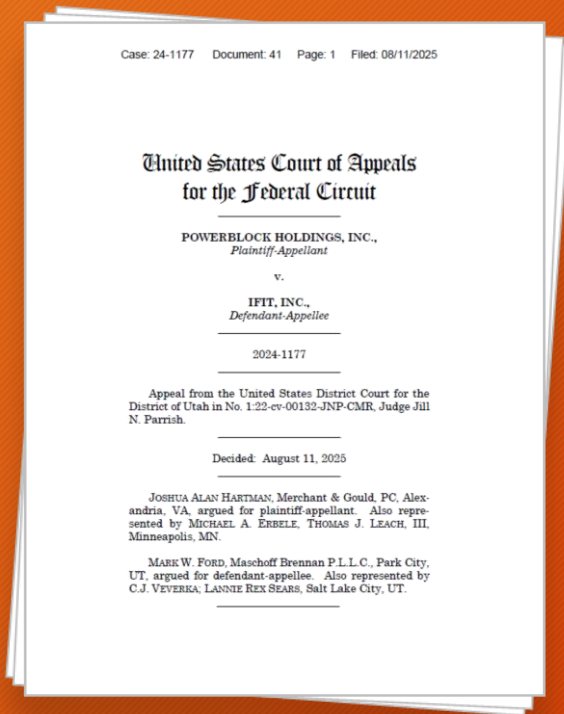 Case: 24-1177 Document: 41 Page: 1 Filed: 08/11/2025
United States Court of Appeals
for the Federal Circuit
POWERBLOCK HOLDINGS, INC.,
Plaintiff-Appellant
v.
IFIT, INC.,
Defendant-Appellee
2024-1177
Appeal from the United States District Court for the
District of Utah in No. 1:22-cv-00132-JNP-CMR, Judge Jill
N. Parrish.
Decided: August 11, 2025
JOSHUA ALAN HARTMAN, Merchant & Gould, PC, Alex-
andria, VA, argued for plaintiff-appellant. Also repre-
sented by MICHAEL A. ERBELE, THOMAS J. LEACH, III,
Minneapolis, MN.
MARK W. FORD, Maschoff Brennan P.L.L.C., Park City,
UT, argued for defendant-appellee. Also represented by
C.J. VEVERKA; LANNIE REX SEARS, Salt Lake City, UT.